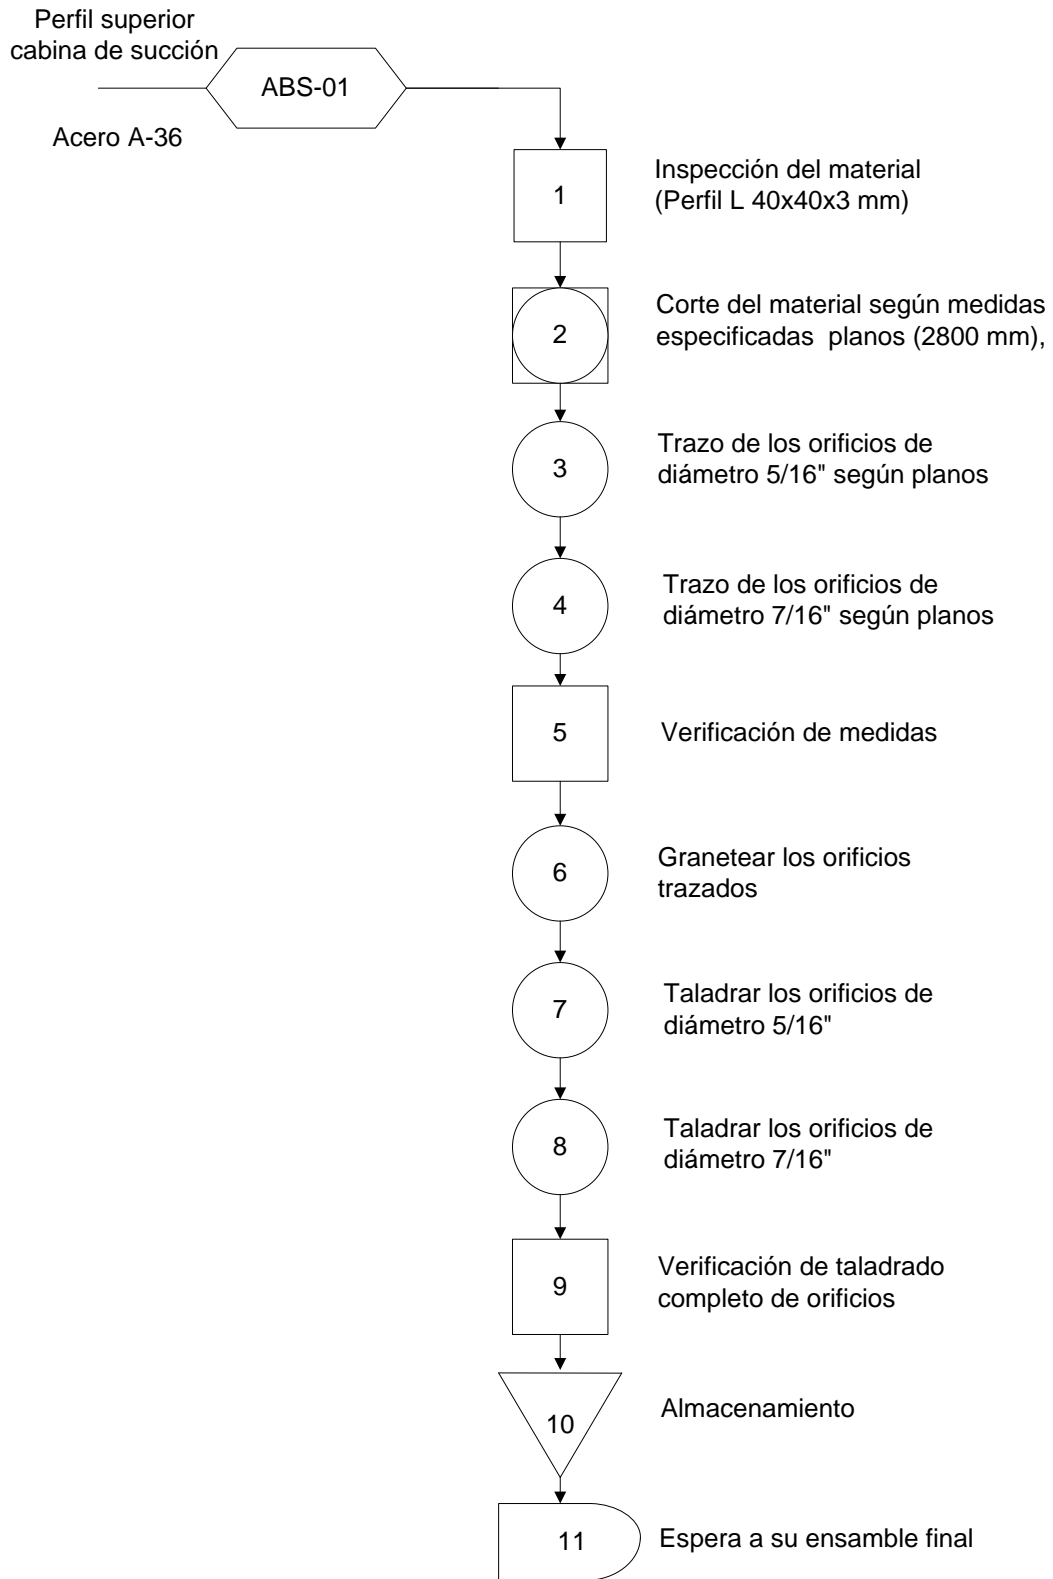 Perfil superior
cabina de succión
ABS-01
Acero A-36
1
Inspección del material
(Perfil L 40x40x3 mm)
2
Corte del material según medidas
especificadas  planos (2800 mm),
3
Trazo de los orificios de
diámetro 5/16" según planos
4
Trazo de los orificios de
diámetro 7/16" según planos
5
Verificación de medidas
6
Granetear los orificios
trazados
7
Taladrar los orificios de
diámetro 5/16"
8
Taladrar los orificios de
diámetro 7/16"
9
Verificación de taladrado
completo de orificios
10
Almacenamiento
11
Espera a su ensamble final